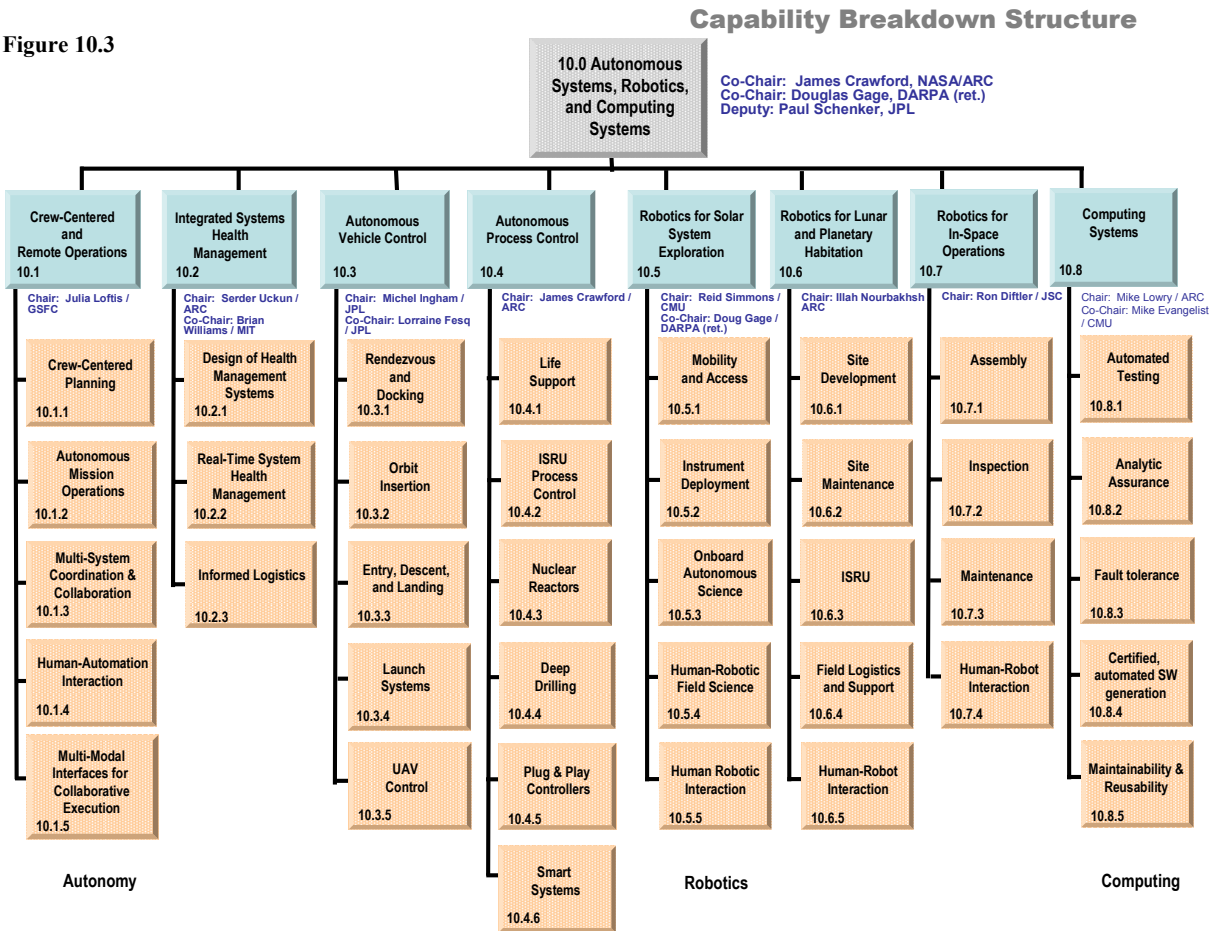 Capability Breakdown Structure
Figure 10.3
10.0 Autonomous
Systems, Robotics,
and Computing
Systems
Co-Chair: James Crawford, NASA/ARC
Co-Chair: Douglas Gage, DARPA (ret.)
Deputy: Paul Schenker, JPL
Crew-Centered
and
Remote Operations
10.1
Chair: Julia Loftis /
GSFC
Crew-Centered
Planning
10.1.1
Autonomous
Mission
Operations
10.1.2
Multi-System
Coordination &
Collaboration
10.1.3
Human-Automation
Interaction
10.1.4
Multi-Modal
Interfaces for
Collaborative
Execution
10.1.5
Integrated Systems
Health
Management
10.2
Chair: Serder Uckun /
ARC
Co-Chair: Brian
Williams / MIT
Design of Health
Management
Systems
10.2.1
Real-Time System
Health
Management
10.2.2
Informed Logistics
10.2.3
Autonomous
Vehicle Control
10.3
Chair: Michel Ingham /
JPL
Co-Chair: Lorraine Fesq
/ JPL
Rendezvous
and
Docking
10.3.1
Orbit
Insertion
10.3.2
Entry, Descent,
and Landing
10.3.3
Launch
Systems
10.3.4
UAV
Control
10.3.5
Autonomous
Process Control
10.4
Chair: James Crawford /
ARC
Life
Support
10.4.1
ISRU
Process
Control
10.4.2
Nuclear
Reactors
10.4.3
Deep
Drilling
10.4.4
Plug & Play
Controllers
10.4.5
Smart
Systems
10.4.6
Robotics for Solar
System
Exploration
10.5
Chair: Reid Simmons /
CMU
Co-Chair: Doug Gage /
DARPA (ret.)
Mobility
and Access
10.5.1
Instrument
Deployment
10.5.2
Onboard
Autonomous
Science
10.5.3
Human-Robotic
Field Science
10.5.4
Human Robotic
Interaction
10.5.5
Robotics for Lunar
and Planetary
Habitation
10.6
Chair: Illah Nourbakhsh
ARC
Site
Development
10.6.1
Site
Maintenance
10.6.2
ISRU
10.6.3
Field Logistics
and Support
10.6.4
Human-Robot
Interaction
10.6.5
Robotics for
In-Space
Operations
10.7
Chair: Ron Diftler / JSC
Assembly
10.7.1
Inspection
10.7.2
Maintenance
10.7.3
Human-Robot
Interaction
10.7.4
Computing
Systems
10.8
Chair: Mike Lowry / ARC
Co-Chair: Mike Evangelist
/ CMU
Automated
Testing
10.8.1
Analytic
Assurance
10.8.2
Fault tolerance
10.8.3
Certified,
automated SW
generation
10.8.4
Maintainability &
Reusability
10.8.5
Autonomy
Robotics
Computing